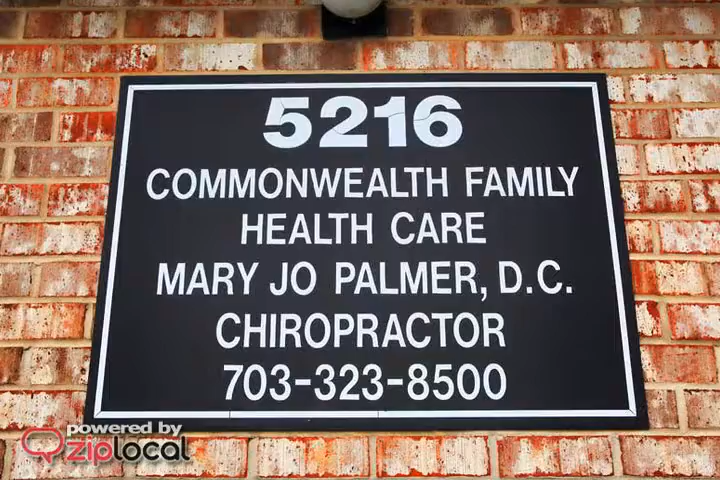 5216
COMMONWEALTH FAMILY
HEALTH CARE
MARY JO PALMER, D.C.
CHIROPRACTOR
703-323-8500
powered by
ziplocal